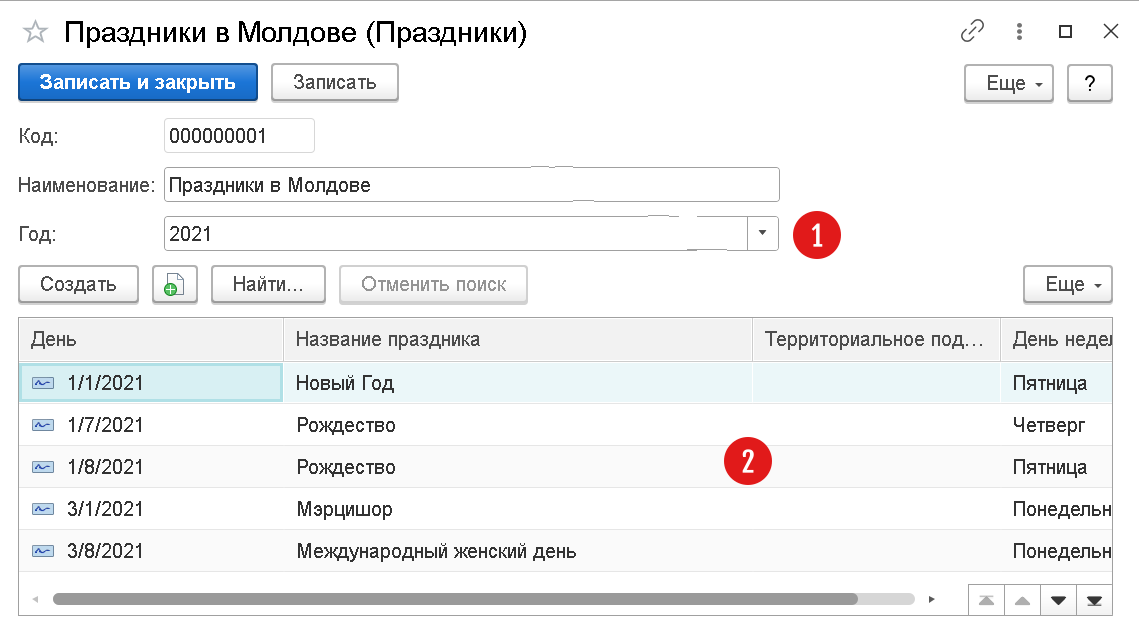 Праздники в Молдове (Праздники)
Записать и закрыть Записать Еще ?
Код: 000000001
Наименование: Праздники в Молдове
Год: 2021 1
Создать Найти... Отменить поиск Еще
День Название праздника Территориальное под... День недел
1/1/2021 Новый Год Пятница
1/7/2021 Рождество Четверг
1/8/2021 Рождество 2 Пятница
3/1/2021 Мэрцишор Понедельн
3/8/2021 Международный женский день Понедельн